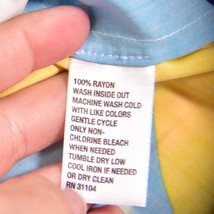 100% RAYON
WASH INSIDE OUT
MACHINE WASH COLD
WITH LIKE COLORS
GENTLE CYCLE
ONLY NON-
CHLORINE BLEACH
WHEN NEEDED
TUMBLE DRY LOW
COOL IRON IF NEEDED
OR DRY CLEAN
RN 31104